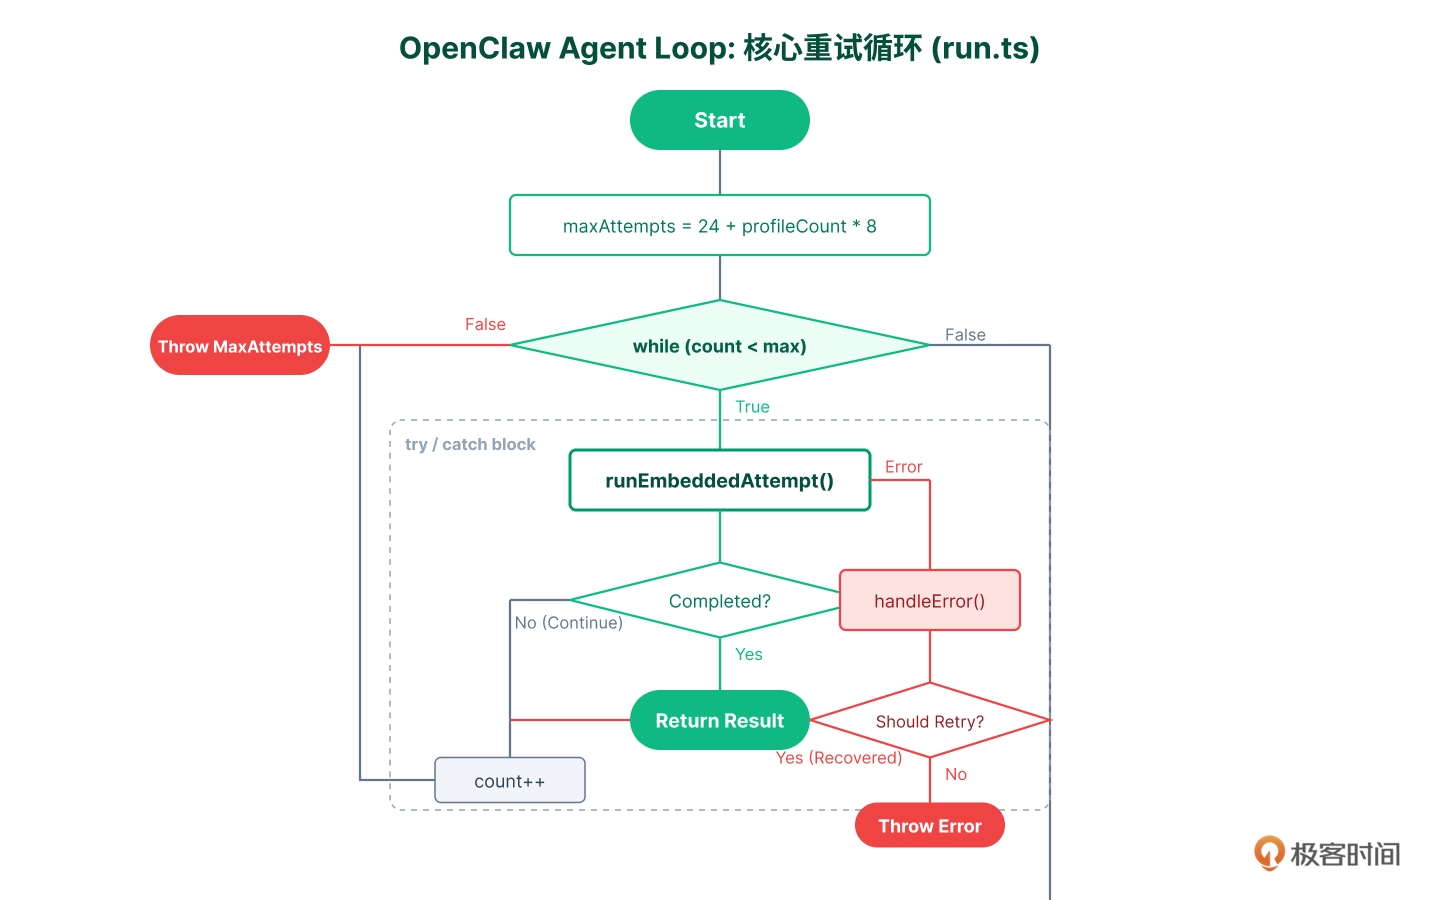 OpenClaw Agent Loop: 核心重试循环 (run.ts)
Start
maxAttempts = 24 + profileCount * 8
False
False
Throw MaxAttempts
while (count < max)
True
try / catch block
Error
runEmbeddedAttempt()
Completed?
handleError()
No (Continue)
Yes
Return Result
Should Retry?
Yes (Recovered)
No
count++
Throw Error
极客时间